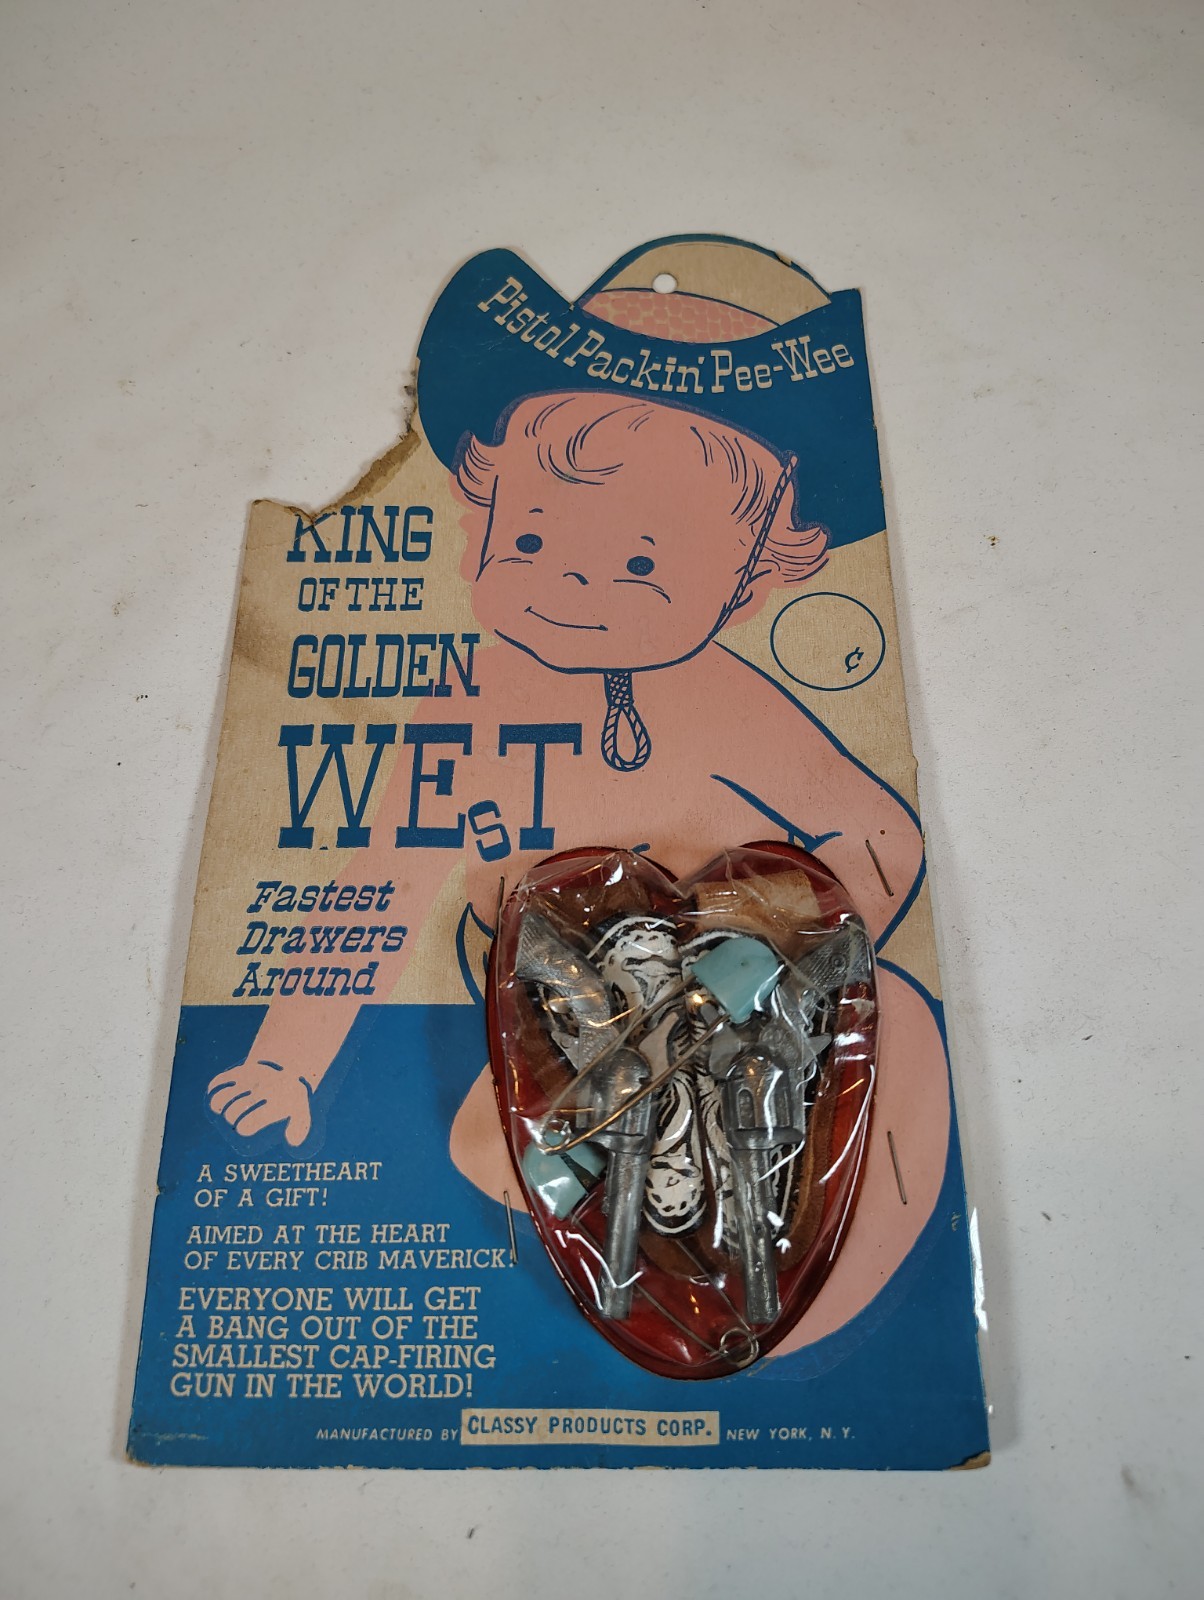 Pistol Packin' Pee-Wee
KING
OF THE
GOLDEN
WEsT
¢
Fastest
Drawers
Around
A SWEETHEART
OF A GIFT!
AIMED AT THE HEART
OF EVERY CRIB MAVERICK!
EVERYONE WILL GET
A BANG OUT OF THE
SMALLEST CAP-FIRING
GUN IN THE WORLD!
MANUFACTURED BY CLASSY PRODUCTS CORP. NEW YORK, N.Y.